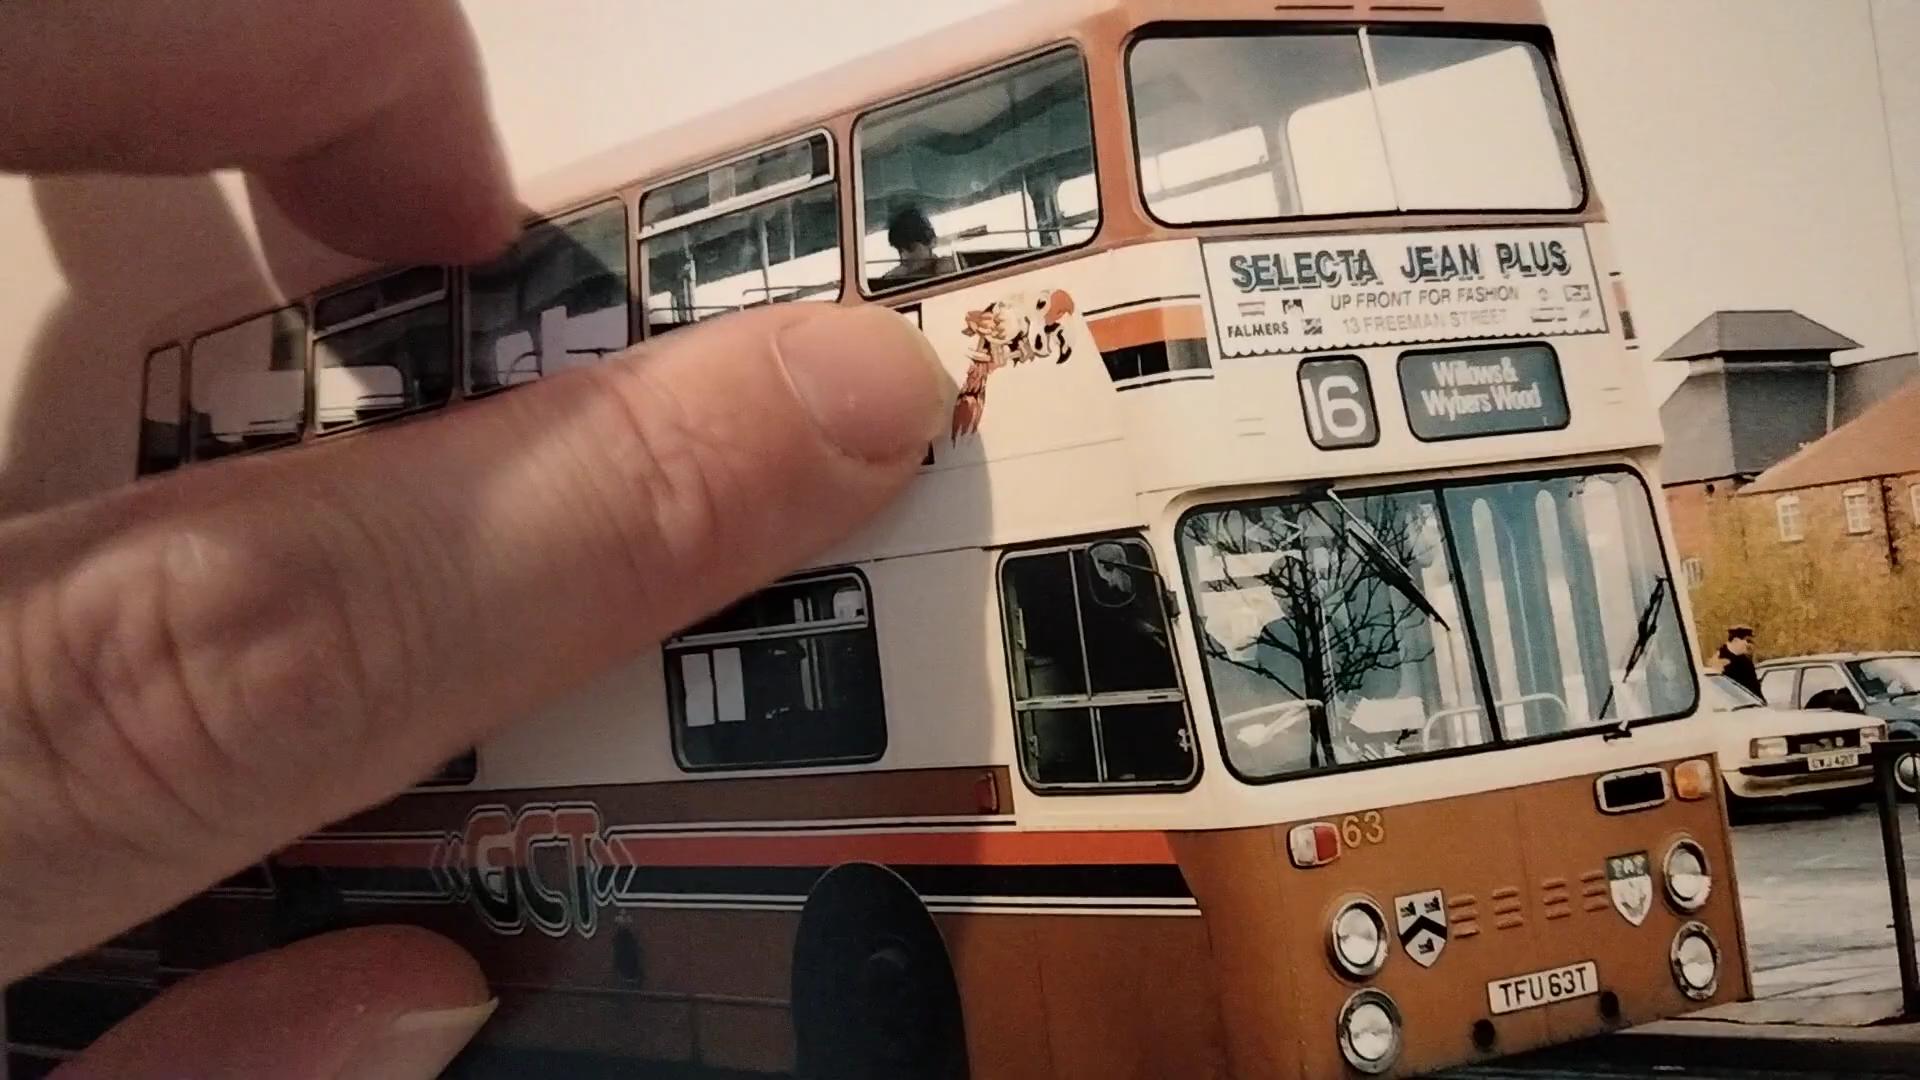 SELECTA JEAN PLUS
UP FRONT FOR FASHION
FALMERS 13 FREEMAN STREET
16
Willows &
Wybers Wood
63
GCT
TFU 63T